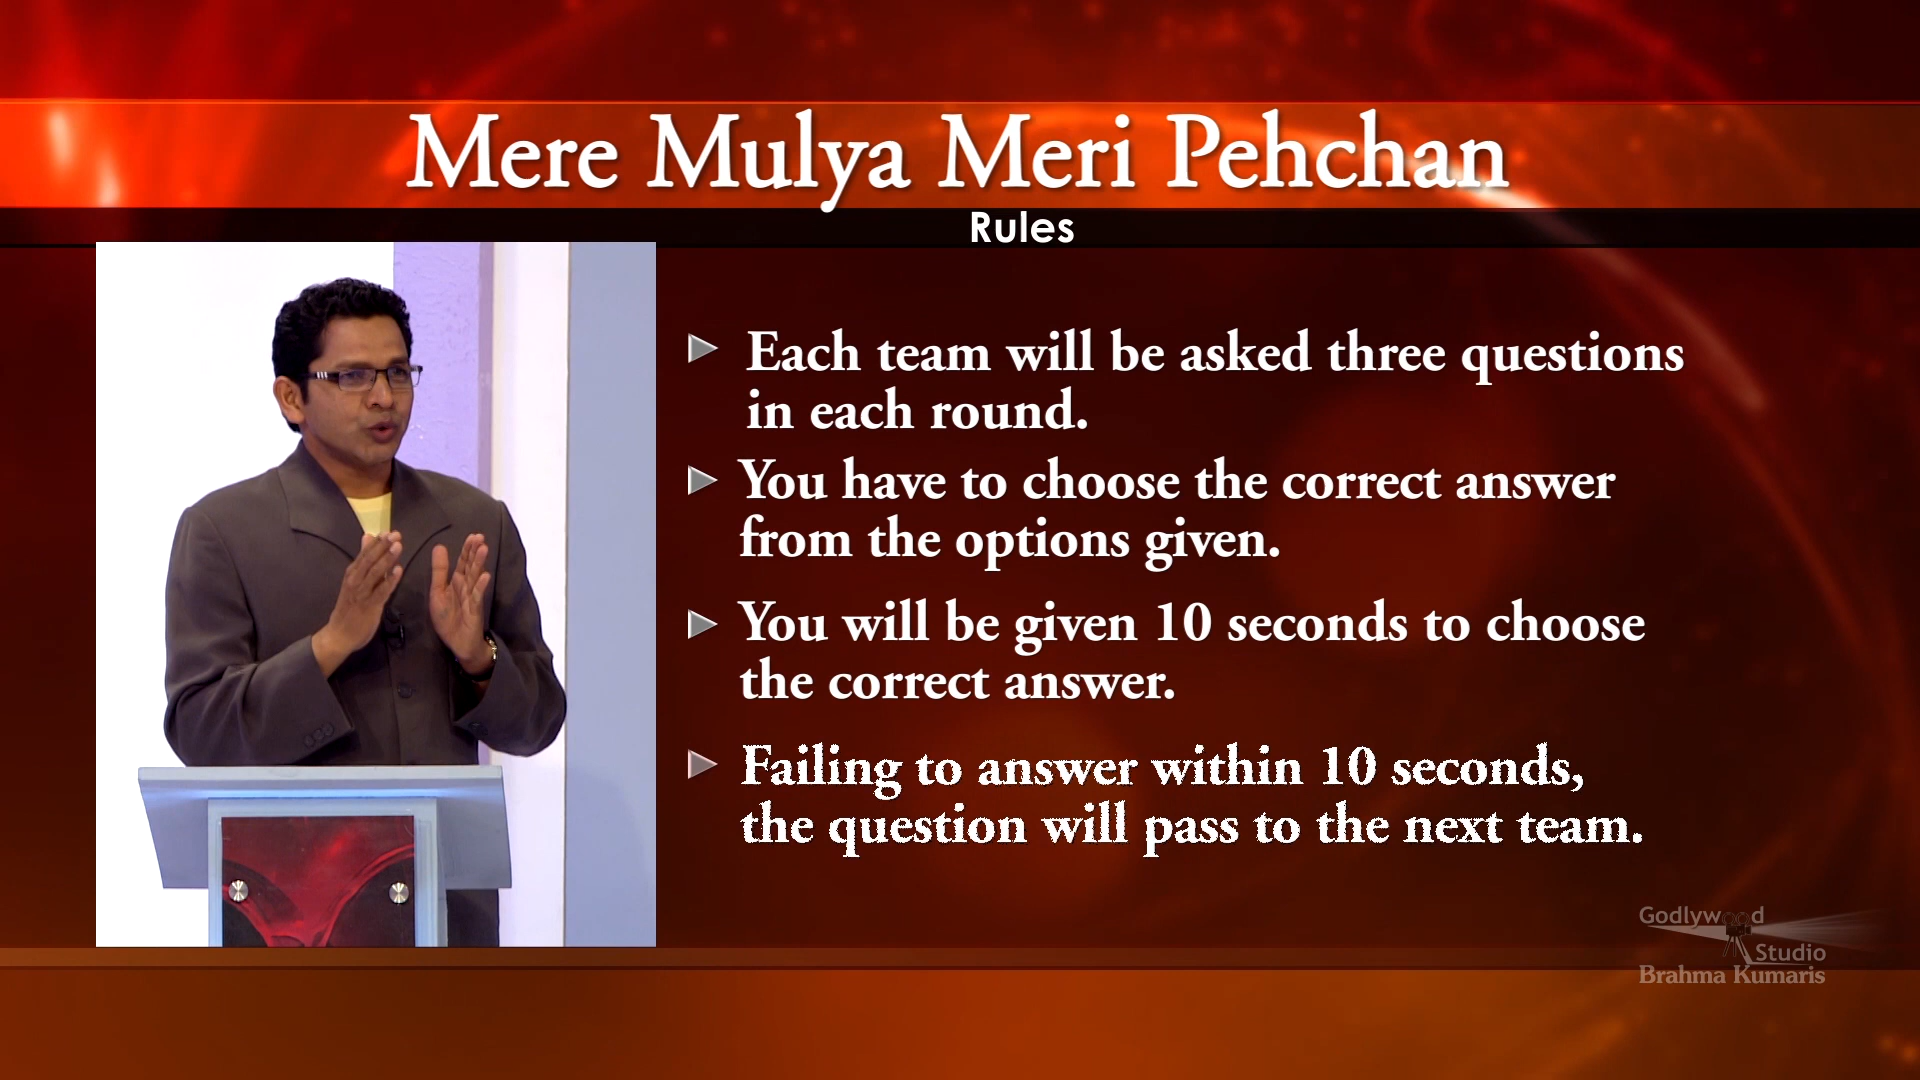 Mere Mulya Meri Pehchan
Rules
Each team will be asked three questions
in each round.
You have to choose the correct answer
from the options given.
You will be given 10 seconds to choose
the correct answer.
Failing to answer within 10 seconds,
the question will pass to the next team.
Godlywood
Studio
Brahma Kumaris